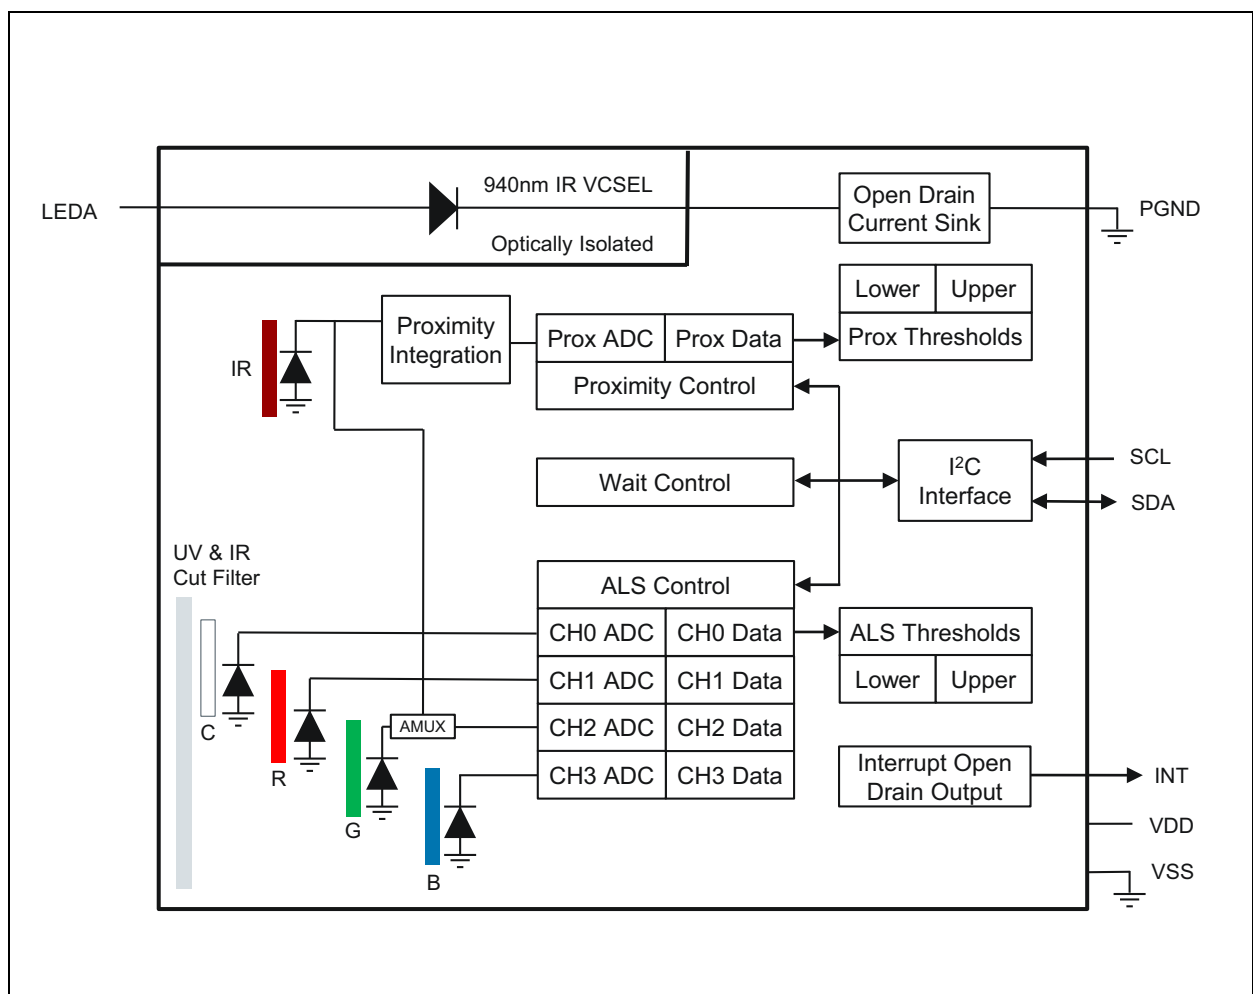 940nm IR VCSEL
LEDA
Optically Isolated
Open Drain
Current Sink
PGND
Lower Upper
Prox Thresholds
Proximity
Integration
Prox ADC Prox Data
Proximity Control
IR
Wait Control
I²C
Interface
SCL
SDA
UV & IR
Cut Filter
ALS Control
CH0 ADC CH0 Data
CH1 ADC CH1 Data
CH2 ADC CH2 Data
CH3 ADC CH3 Data
ALS Thresholds
Lower Upper
AMUX
C
R
G
B
Interrupt Open
Drain Output
INT
VDD
VSS